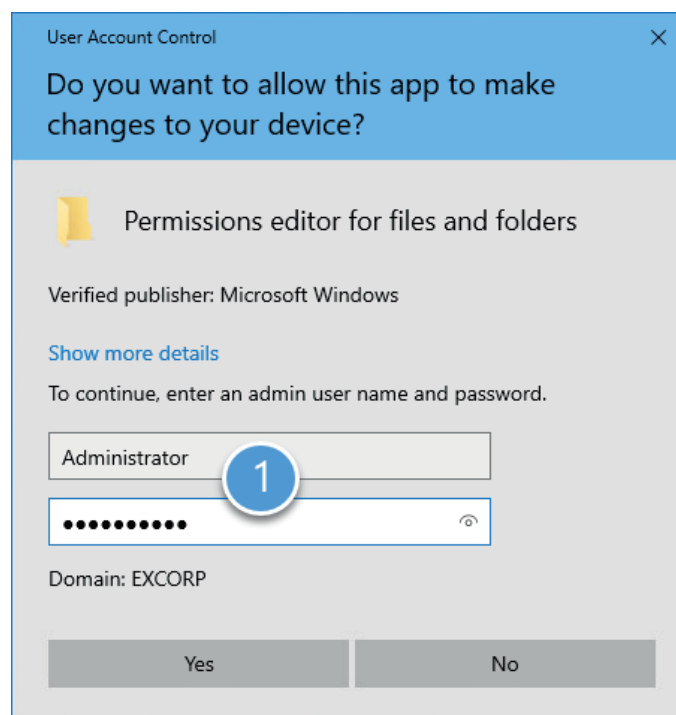 User Account Control
Do you want to allow this app to make
changes to your device?
Permissions editor for files and folders
Verified publisher: Microsoft Windows
Show more details
To continue, enter an admin user name and password.
Administrator
1
●●●●●●●●●●
Domain: EXCORP
Yes No